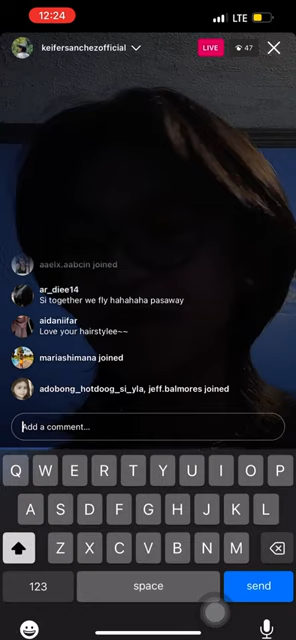 12:24
LTE
keifersanchezofficial
LIVE
47
aaelx.aabcin joined
ar_diee14
Si together we fly hahahaha pasaway
aidaniifar
Love your hairstylee~~
mariashimana joined
adobong_hotdoog_si_yla, jeff.balmores joined
Add a comment...
Q W E R T Y U I O P
A S D F G H J K L
Z X C V B N M
123 space send